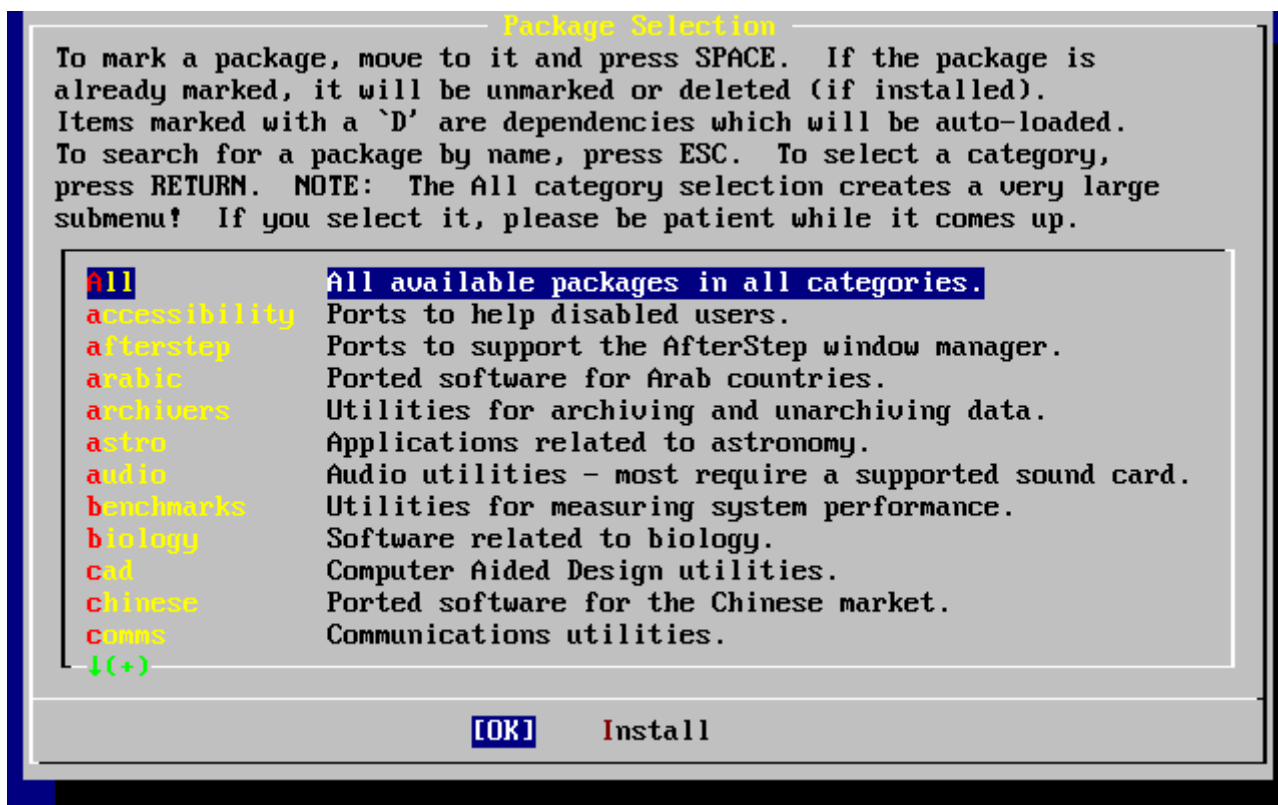 Package Selection
To mark a package, move to it and press SPACE.  If the package is
already marked, it will be unmarked or deleted (if installed).
Items marked with a `D' are dependencies which will be auto-loaded.
To search for a package by name, press ESC.  To select a category,
press RETURN.  NOTE:  The All category selection creates a very large
submenu!  If you select it, please be patient while it comes up.
All All available packages in all categories.
accessibility Ports to help disabled users.
afterstep Ports to support the AfterStep window manager.
arabic Ported software for Arab countries.
archivers Utilities for archiving and unarchiving data.
astro Applications related to astronomy.
audio Audio utilities - most require a supported sound card.
benchmarks Utilities for measuring system performance.
biology Software related to biology.
cad Computer Aided Design utilities.
chinese Ported software for the Chinese market.
comms Communications utilities.
↓(+)
[OK] Install